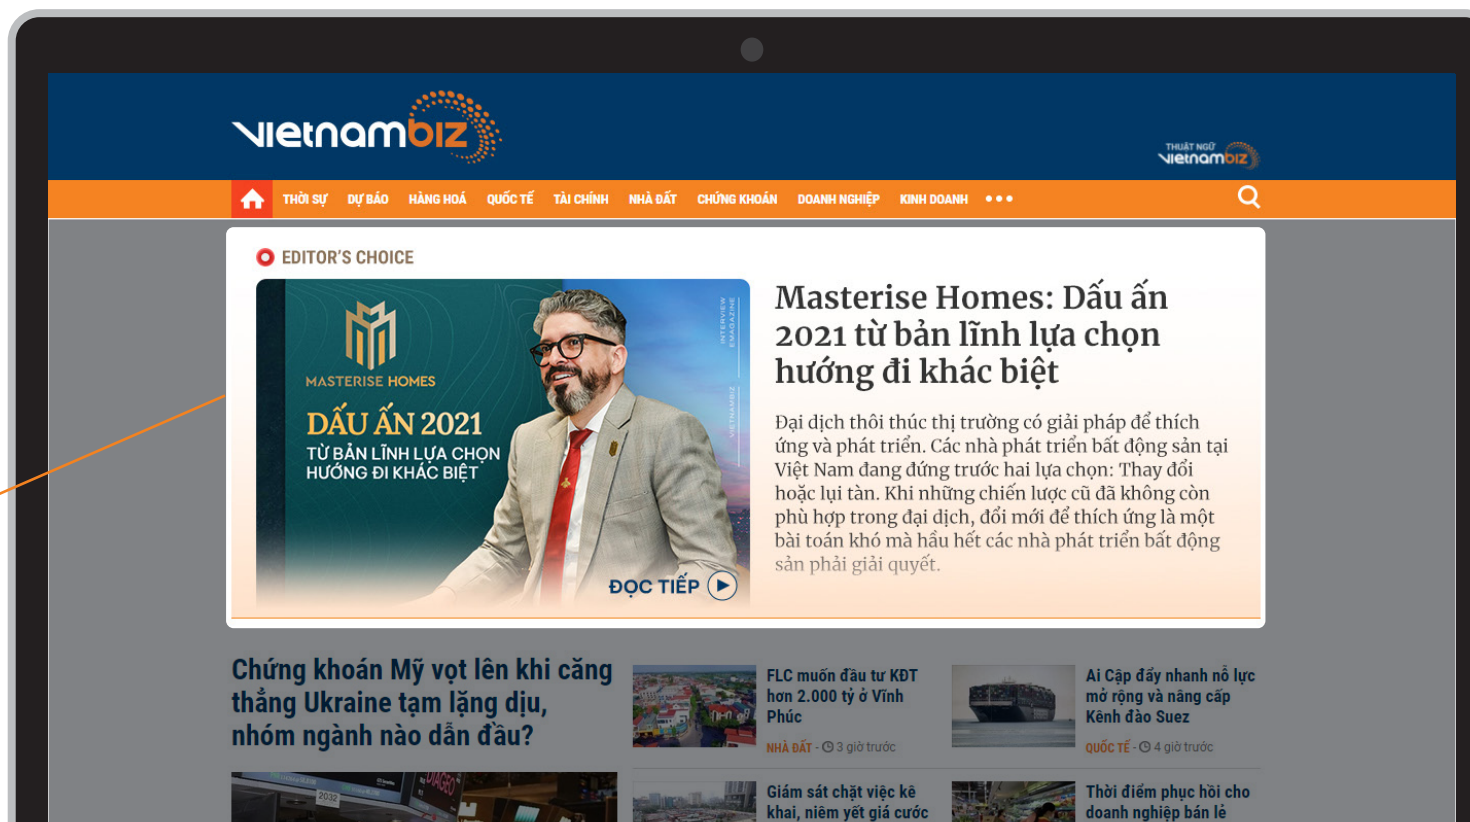 vietnambiz
THUẬT NGỮ
vietnambiz
THỜI SỰ DỰ BÁO HÀNG HOÁ QUỐC TẾ TÀI CHÍNH NHÀ ĐẤT CHỨNG KHOÁN DOANH NGHIỆP KINH DOANH
EDITOR'S CHOICE
MASTERISE HOMES
DẤU ẤN 2021
TỪ BẢN LĨNH LỰA CHỌN
HƯỚNG ĐI KHÁC BIỆT
INTERVIEW
EMAGAZINE
VIETNAMBIZ
ĐỌC TIẾP
Masterise Homes: Dấu ấn
2021 từ bản lĩnh lựa chọn
hướng đi khác biệt
Đại dịch thôi thúc thị trường có giải pháp để thích
ứng và phát triển. Các nhà phát triển bất động sản tại
Việt Nam đang đứng trước hai lựa chọn: Thay đổi
hoặc lụi tàn. Khi những chiến lược cũ đã không còn
phù hợp trong đại dịch, đổi mới để thích ứng là một
bài toán khó mà hầu hết các nhà phát triển bất động
sản phải giải quyết.
Chứng khoán Mỹ vọt lên khi căng
thẳng Ukraine tạm lặng dịu,
nhóm ngành nào dẫn đầu?
2032
DIAGEO
FLC muốn đầu tư KĐT
hơn 2.000 tỷ ở Vĩnh
Phúc
NHÀ ĐẤT - 3 giờ trước
Ai Cập đẩy nhanh nỗ lực
mở rộng và nâng cấp
Kênh đào Suez
QUỐC TẾ - 4 giờ trước
Giám sát chặt việc kê
khai, niêm yết giá cước
Thời điểm phục hồi cho
doanh nghiệp bán lẻ